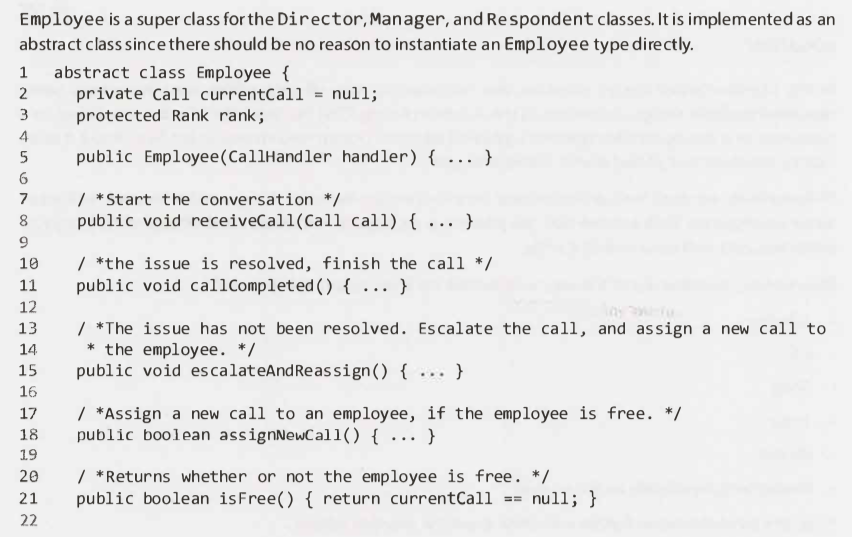 Employee is a super class for the Director, Manager, and Respondent classes. It is implemented as an
abstract class since there should be no reason to instantiate an Employee type directly.
1 abstract class Employee {
2 private Call currentCall = null;
3 protected Rank rank;
4
5 public Employee(CallHandler handler) { ... }
6
7 / *Start the conversation */
8 public void receiveCall(Call call) { ... }
9
10 / *the issue is resolved, finish the call */
11 public void callCompleted() { ... }
12
13 / *The issue has not been resolved. Escalate the call, and assign a new call to
14 * the employee. */
15 public void escalateAndReassign() { ... }
16
17 / *Assign a new call to an employee, if the employee is free. */
18 public boolean assignNewCall() { ... }
19
20 / *Returns whether or not the employee is free. */
21 public boolean isFree() { return currentCall == null; }
22